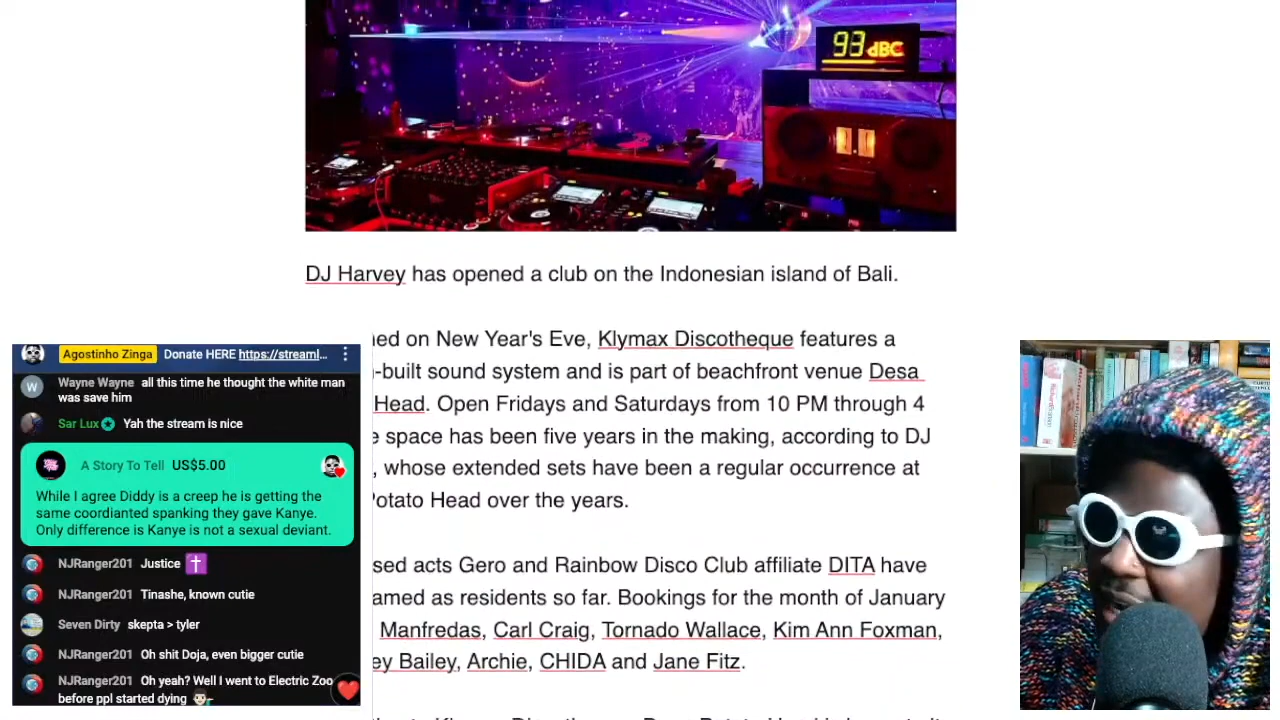 93 dBC
DJ Harvey has opened a club on the Indonesian island of Bali.
on New Year's Eve, Klymax Discotheque features a
-built sound system and is part of beachfront venue Desa
Head. Open Fridays and Saturdays from 10 PM through 4
space has been five years in the making, according to DJ
, whose extended sets have been a regular occurrence at
Potato Head over the years.
acts Gero and Rainbow Disco Club affiliate DITA have
as residents so far. Bookings for the month of January
Manfredas, Carl Craig, Tornado Wallace, Kim Ann Foxman,
Bailey, Archie, CHIDA and Jane Fitz.
Agostinho Zinga Donate HERE https://streaml...
W Wayne Wayne all this time he thought the white man
was save him
Sar Lux Yah the stream is nice
A Story To Tell US$5.00
While I agree Diddy is a creep he is getting the
same coordianted spanking they gave Kanye.
Only difference is Kanye is not a sexual deviant.
NJRanger201 Justice
NJRanger201 Tinashe, known cutie
Seven Dirty skepta > tyler
NJRanger201 Oh shit Doja, even bigger cutie
NJRanger201 Oh yeah? Well I went to Electric Zoo
before ppl started dying